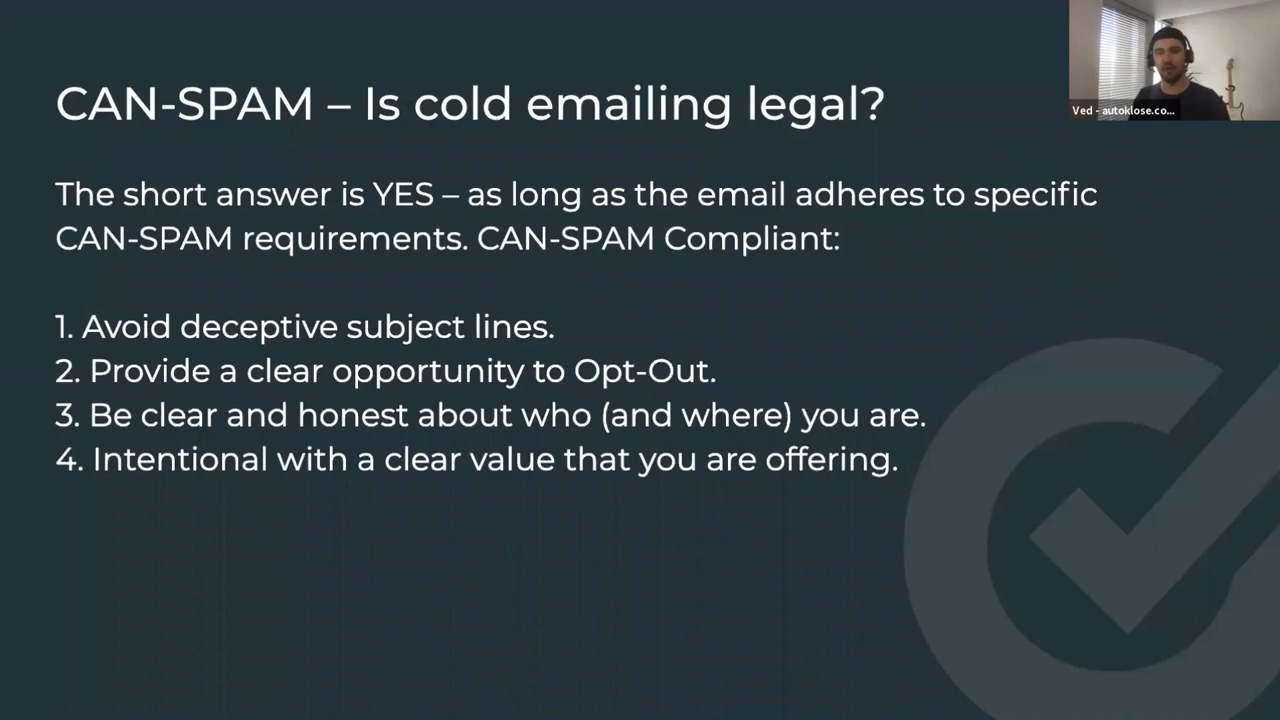 CAN-SPAM – Is cold emailing legal?
The short answer is YES – as long as the email adheres to specific
CAN-SPAM requirements. CAN-SPAM Compliant:
1. Avoid deceptive subject lines.
2. Provide a clear opportunity to Opt-Out.
3. Be clear and honest about who (and where) you are.
4. Intentional with a clear value that you are offering.
Ved - autoklose.co...